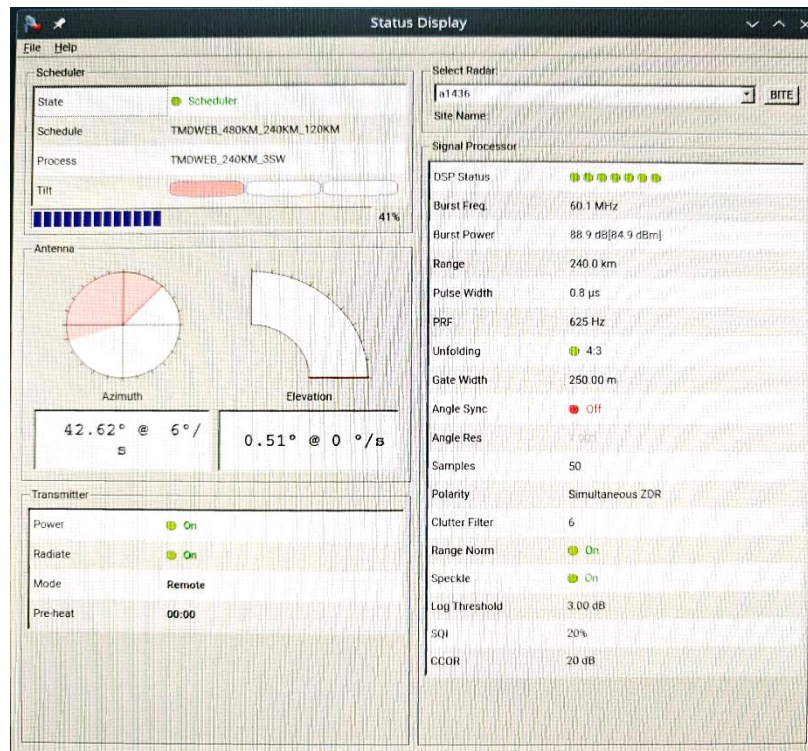 Status Display
File Help
Scheduler
State Scheduler
Schedule TMDWEB_480KM_240KM_120KM
Process TMDWEB_240KM_3SW
Tilt
41%
Antenna
Azimuth
42.62° @ 6°/
s
Elevation
0.51° @ 0 °/s
Transmitter
Power On
Radiate On
Mode Remote
Pre-heat 00:00
Select Radar:
a1436 BITE
Site Name:
Signal Processor
DSP Status
Burst Freq. 60.1 MHz
Burst Power 88.9 dB[84.9 dBm]
Range 240.0 km
Pulse Width 0.8 µs
PRF 625 Hz
Unfolding 4:3
Gate Width 250.00 m
Angle Sync Off
Angle Res
Samples 50
Polarity Simultaneous ZDR
Clutter Filter 6
Range Norm On
Speckle On
Log Threshold 3.00 dB
SQI 20%
CCOR 20 dB